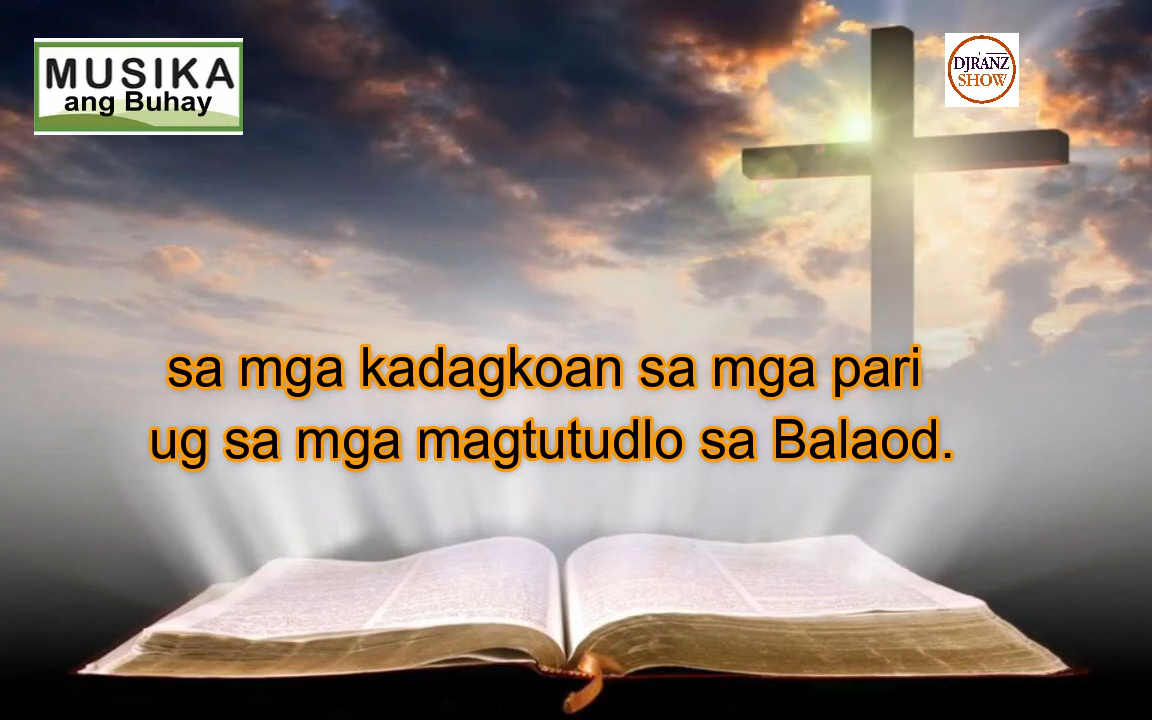 MUSIKA
ang Buhay
DJRANZ
SHOW
sa mga kadagkoan sa mga pari
ug sa mga magtutudlo sa Balaod.